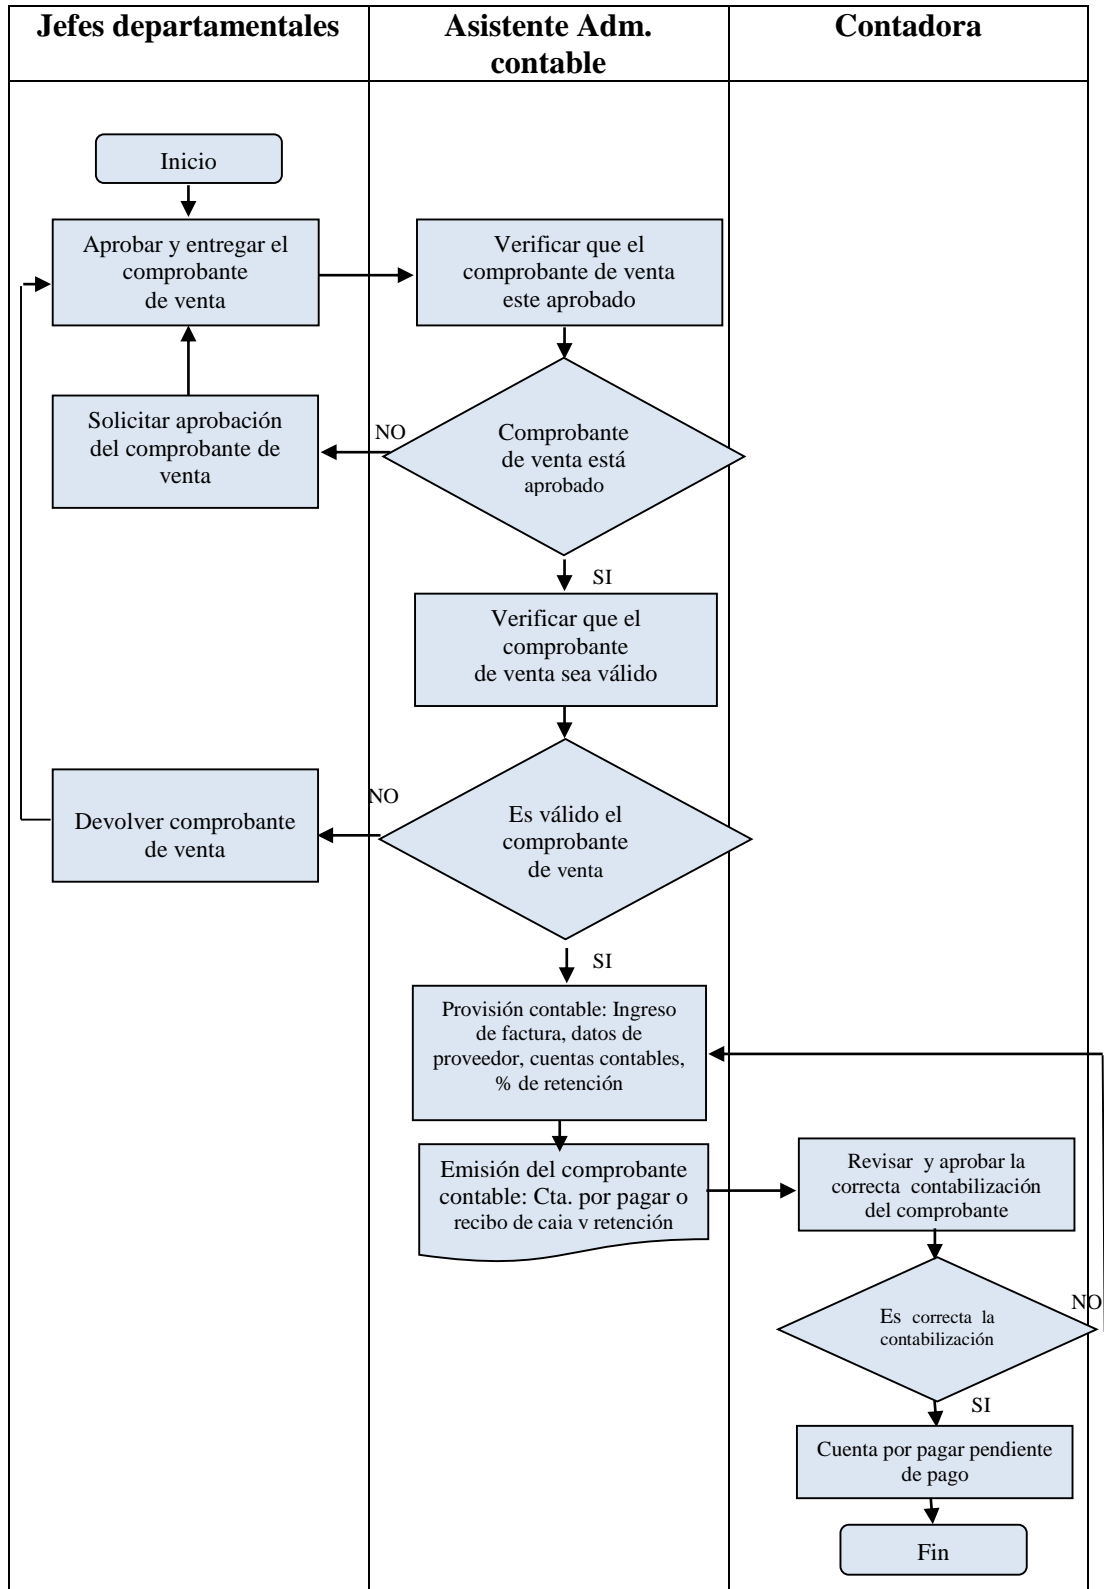 Jefes departamentales
Asistente Adm.
contable
Contadora
Inicio
Aprobar y entregar el
comprobante
de venta
Verificar que el
comprobante de venta
este aprobado
Solicitar aprobación
del comprobante de
venta
NO
Comprobante
de venta está
aprobado
SI
Verificar que el
comprobante
de venta sea válido
Devolver comprobante
de venta
NO
Es válido el
comprobante
de venta
SI
Provisión contable: Ingreso
de factura, datos de
proveedor, cuentas contables,
% de retención
Emisión del comprobante
contable: Cta. por pagar o
recibo de caja y retención
Revisar y aprobar la
correcta contabilización
del comprobante
Es correcta la
contabilización
NO
SI
Cuenta por pagar pendiente
de pago
Fin